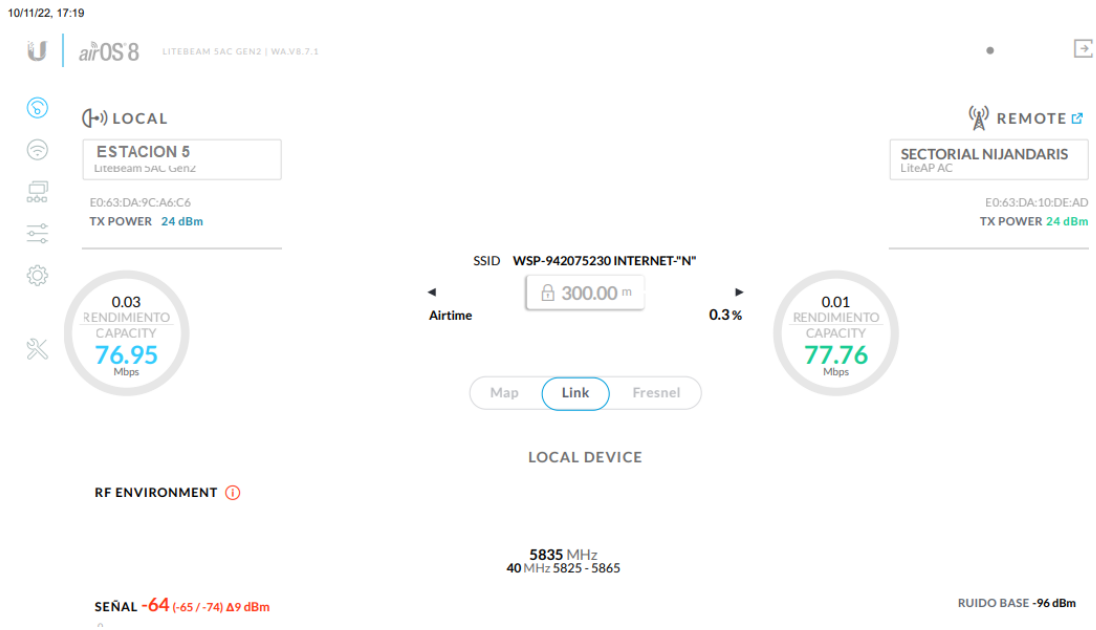 10/11/22, 17:19
airOS 8 LITEBEAM 5AC GEN2 | WA.V8.7.1
LOCAL
REMOTE
ESTACION 5
LiteBeam 5AC Gen2
SECTORIAL NIJANDARIS
LiteAP AC
E0:63:DA:9C:A6:C6
E0:63:DA:10:DE:AD
TX POWER 24 dBm
TX POWER 24 dBm
SSID WSP-942075230 INTERNET-"N"
300.00 m
Airtime 0.3 %
0.03
RENDIMIENTO
CAPACITY
76.95
Mbps
0.01
RENDIMIENTO
CAPACITY
77.76
Mbps
Map Link Fresnel
LOCAL DEVICE
RF ENVIRONMENT
5835 MHz
40 MHz 5825 - 5865
SEÑAL -64 (-65 / -74) Δ9 dBm
RUIDO BASE -96 dBm